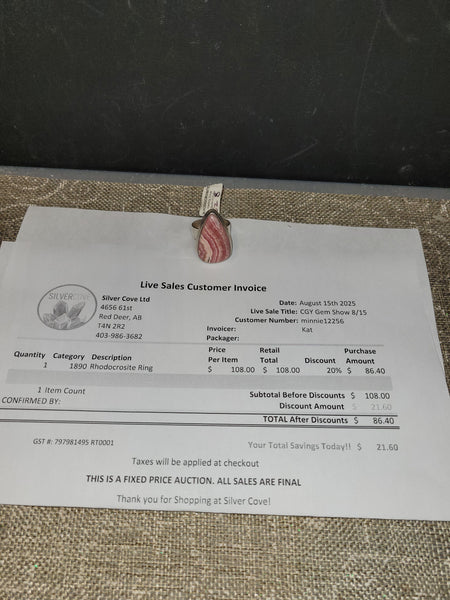 Live Sales Customer Invoice
SILVERCOVE
Silver Cove Ltd
4656 61st
Red Deer, AB
T4N 2R2
403-986-3682
Date: August 15th 2025
Live Sale Title: CGY Gem Show 8/15
Customer Number: minnie12256
Invoicer: Kat
Packager:
Quantity Category Description Price Per Item Retail Total Discount Purchase Amount
1 1890 Rhodocrosite Ring $ 108.00 $ 108.00 20% $ 86.40
1 Item Count
Subtotal Before Discounts $ 108.00
CONFIRMED BY:
Discount Amount $ 21.60
TOTAL After Discounts $ 86.40
GST #: 797981495 RT0001
Your Total Savings Today!! $ 21.60
Taxes will be applied at checkout
THIS IS A FIXED PRICE AUCTION. ALL SALES ARE FINAL
Thank you for Shopping at Silver Cove!